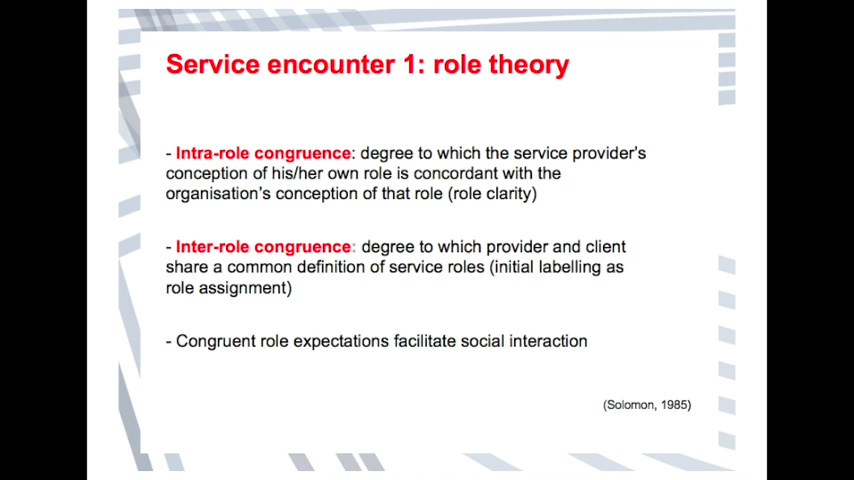 Service encounter 1: role theory
- Intra-role congruence: degree to which the service provider's
conception of his/her own role is concordant with the
organisation's conception of that role (role clarity)
- Inter-role congruence: degree to which provider and client
share a common definition of service roles (initial labelling as
role assignment)
- Congruent role expectations facilitate social interaction
(Solomon, 1985)